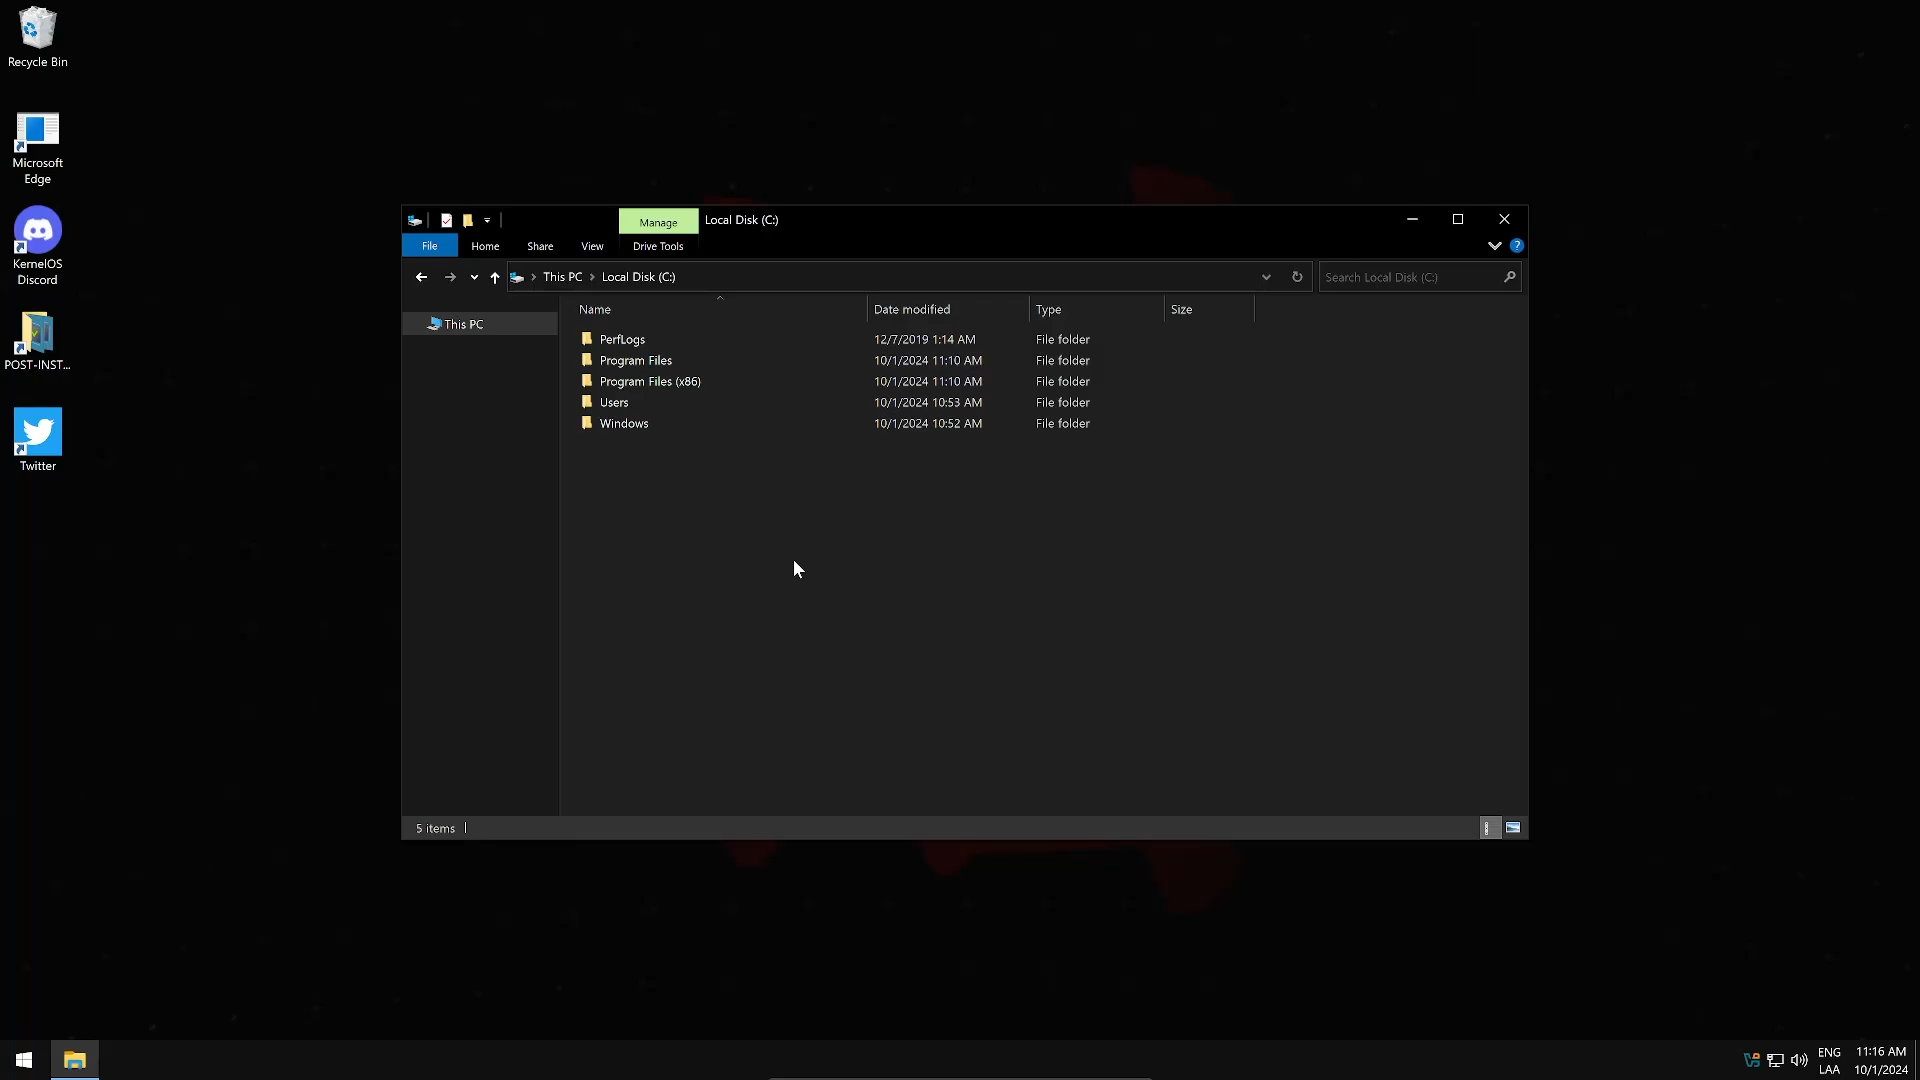 Recycle Bin
Microsoft
Edge
KernelOS
Discord
POST-INST...
Twitter
Manage
Local Disk (C:)
File
Home
Share
View
Drive Tools
?
This PC
Local Disk (C:)
Search Local Disk (C:)
This PC
Name
Date modified
Type
Size
PerfLogs
12/7/2019 1:14 AM
File folder
Program Files
10/1/2024 11:10 AM
File folder
Program Files (x86)
10/1/2024 11:10 AM
File folder
Users
10/1/2024 10:53 AM
File folder
Windows
10/1/2024 10:52 AM
File folder
5 items
ENG
LAA
11:16 AM
10/1/2024